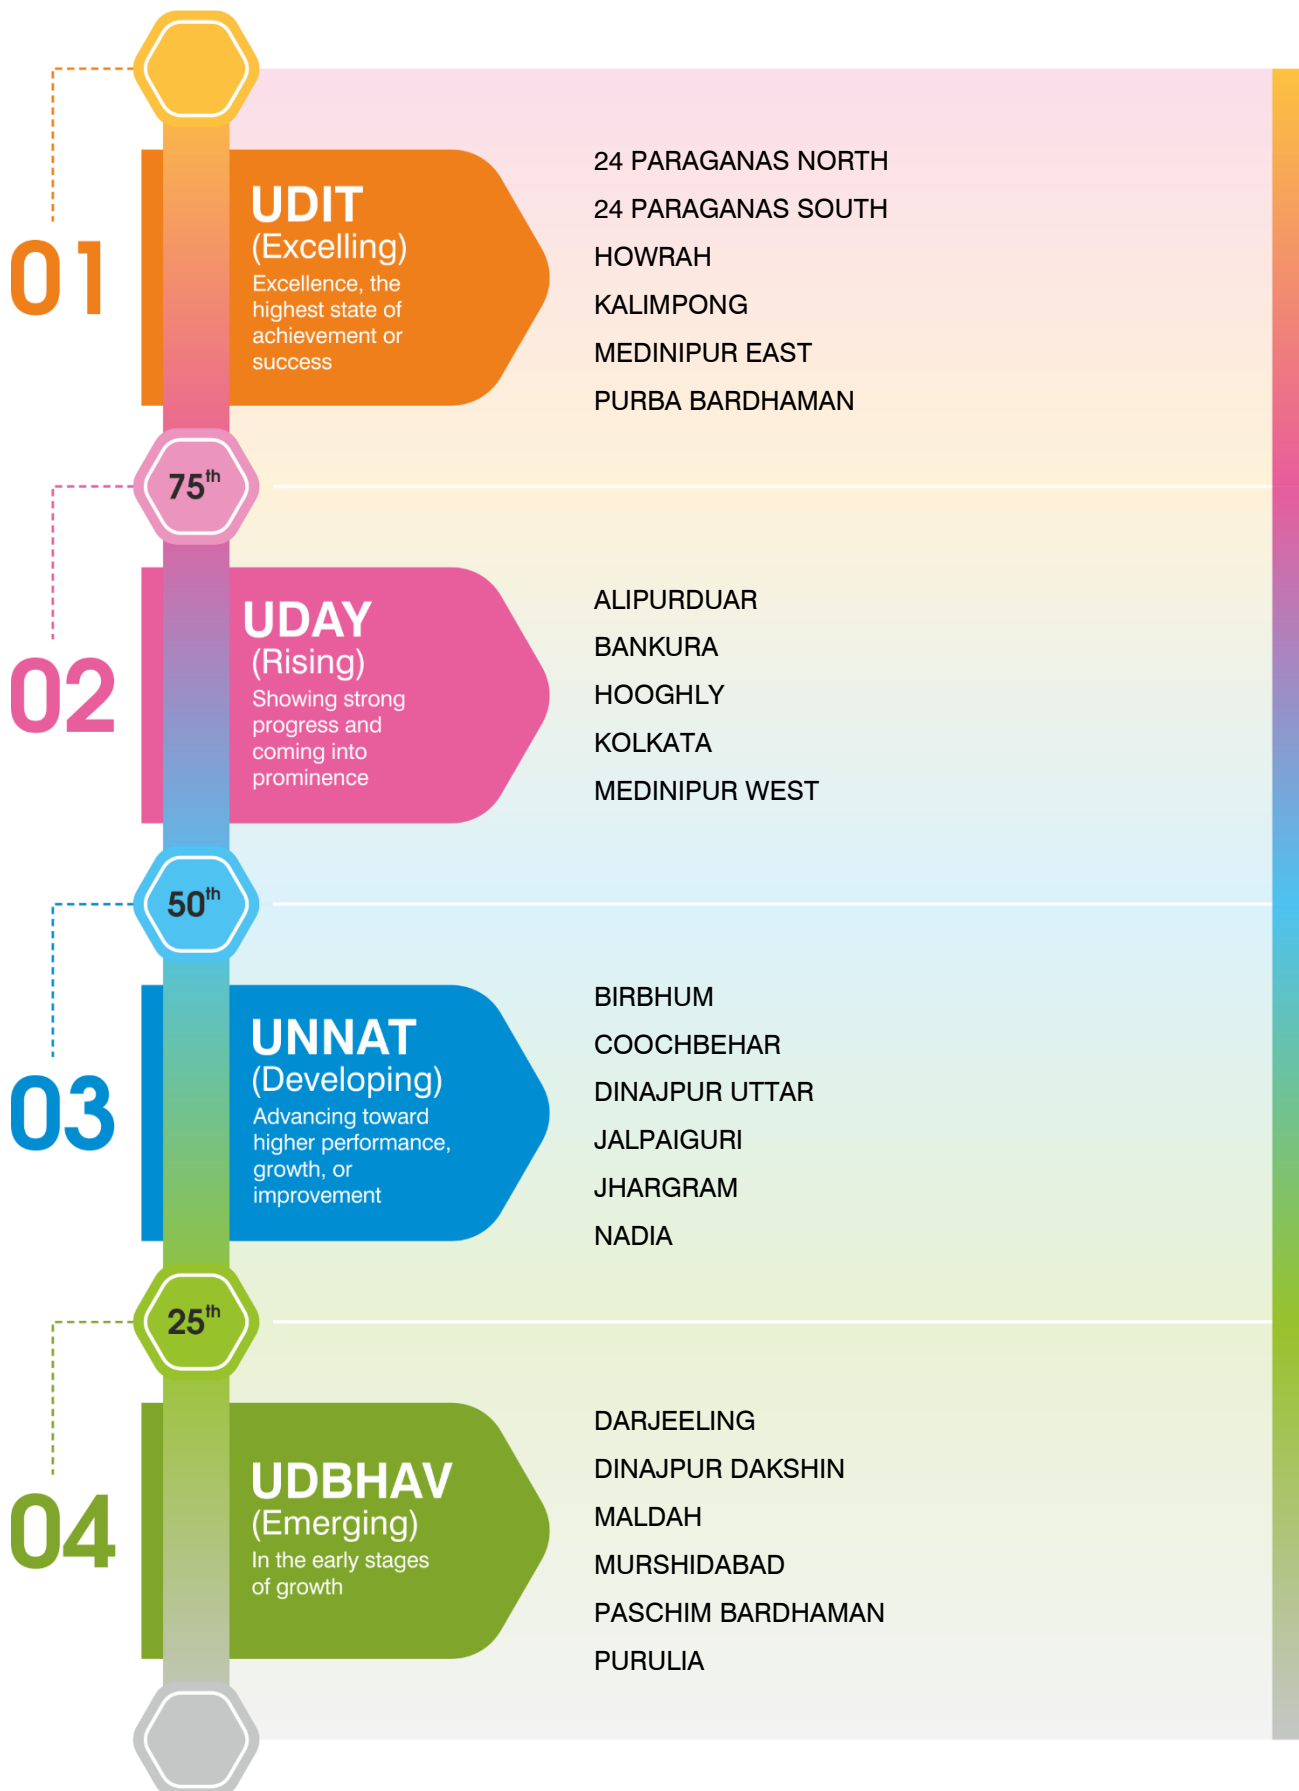 01
UDIT
(Excelling)
Excellence, the
highest state of
achievement or
success
24 PARAGANAS NORTH
24 PARAGANAS SOUTH
HOWRAH
KALIMPONG
MEDINIPUR EAST
PURBA BARDHAMAN
75th
02
UDAY
(Rising)
Showing strong
progress and
coming into
prominence
ALIPURDUAR
BANKURA
HOOGHLY
KOLKATA
MEDINIPUR WEST
50th
03
UNNAT
(Developing)
Advancing toward
higher performance,
growth, or
improvement
BIRBHUM
COOCHBEHAR
DINAJPUR UTTAR
JALPAIGURI
JHARGRAM
NADIA
25th
04
UDBHAV
(Emerging)
In the early stages
of growth
DARJEELING
DINAJPUR DAKSHIN
MALDAH
MURSHIDABAD
PASCHIM BARDHAMAN
PURULIA